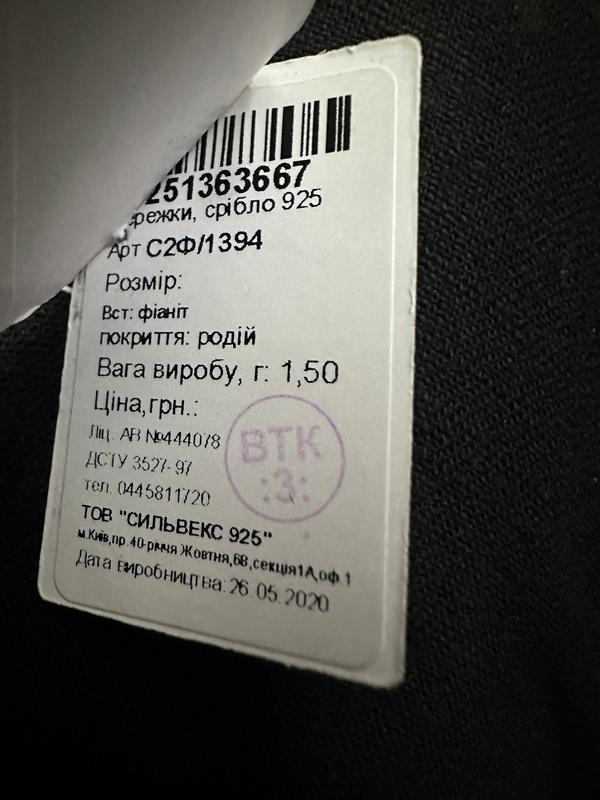 251363667
срібло 925
Арт С2Ф/1394
Розмір:
Вст: фіаніт
покриття: родій
Вага виробу, г: 1,50
Ціна,грн.:
Ліц. АВ №444078
ДСТУ 3527-97
тел. 0445811720
ВТК
:3:
ТОВ "СИЛЬВЕКС 925"
м.Київ,пр.40-річчя Жовтня,68,секція1А,оф 1
Дата виробництва:26.05.2020